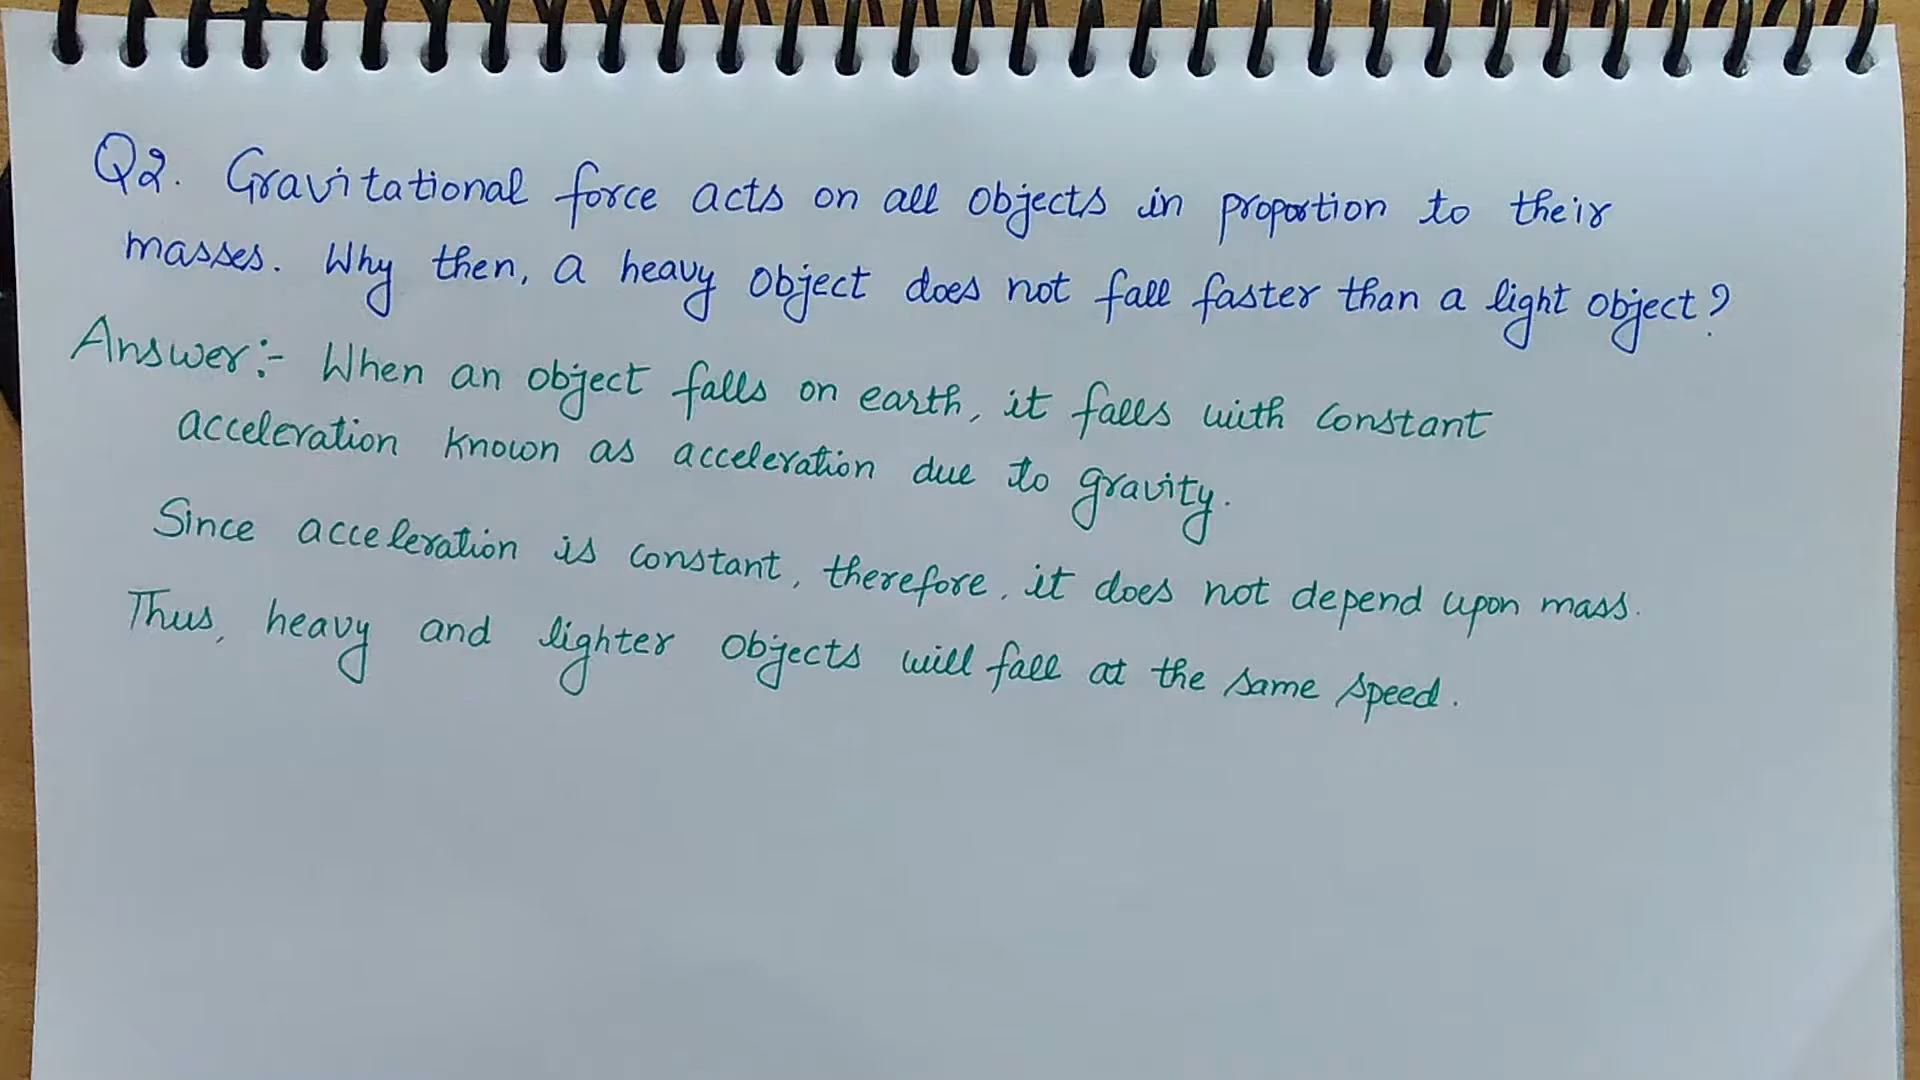 Q2. Gravitational force acts on all objects in proportion to their
masses. Why then, a heavy object does not fall faster than a light object?
Answer:- When an object falls on earth, it falls with constant
acceleration known as acceleration due to gravity.
Since acceleration is constant, therefore, it does not depend upon mass.
Thus, heavy and lighter objects will fall at the same speed.